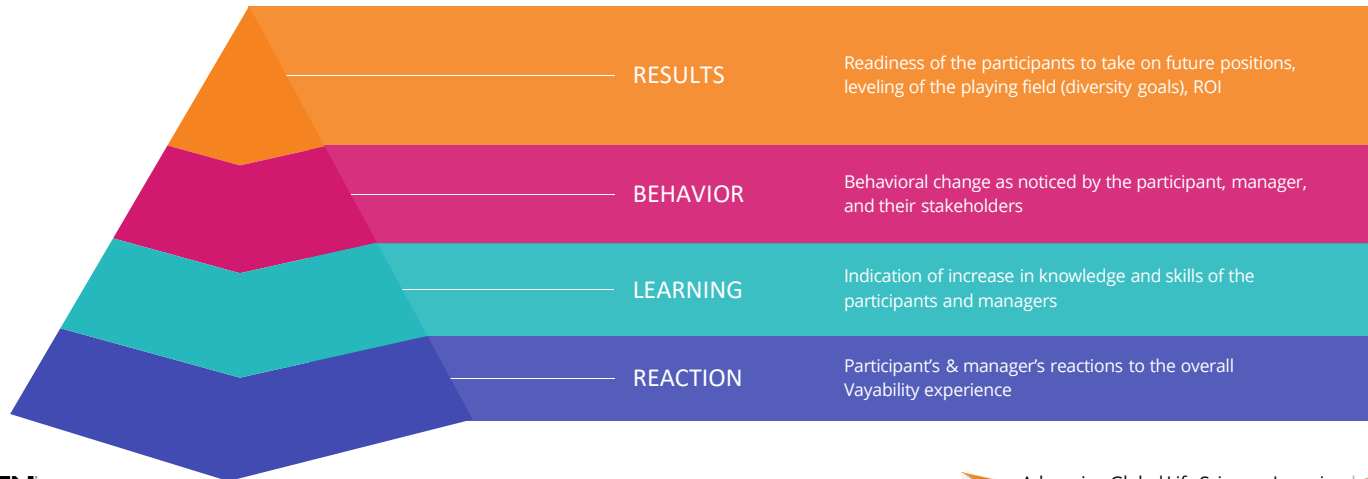 RESULTS
Readiness of the participants to take on future positions,
leveling of the playing field (diversity goals), ROI
BEHAVIOR
Behavioral change as noticed by the participant, manager,
and their stakeholders
LEARNING
Indication of increase in knowledge and skills of the
participants and managers
REACTION
Participant’s & manager’s reactions to the overall
Vayability experience